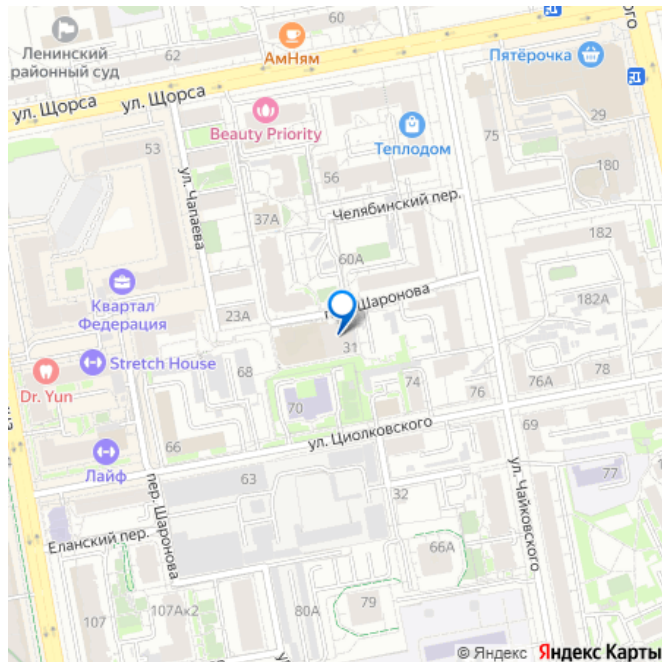 60
Ленинский
районный суд
62
АмНям
Пятёрочка
ул. Щорса
ул. Щорса
Beauty Priority
Теплодом
29
75
53
180
56
ул. Чапаева
37А
Челябинский пер.
182
60А
Квартал
Федерация
23А
Шаронова
182А
31
Stretch House
68
Dr. Yun
74
76
76А
78
70
69
ул. Циолковского
66
Лайф
63
77
пер. Шаронова
32
ул. Чайковского
Еланский пер.
66А
107
107Ак2
80А
79
© Яндекс Яндекс Карты